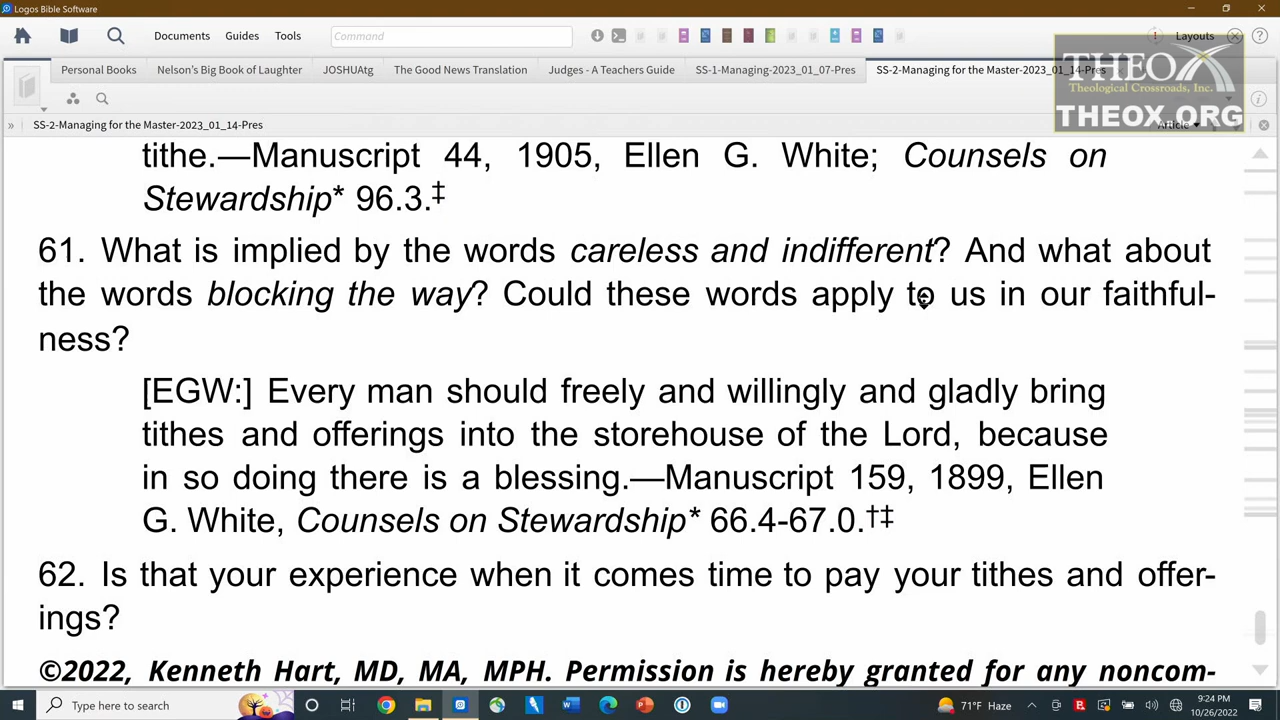 Logos Bible Software
Documents Guides Tools Command Layouts
Personal Books Nelson's Big Book of Laughter JOSHUA Good News Translation Judges - A Teachers Guide SS-1-Managing-2023_01_07-Pres SS-2-Managing for the Master-2023_01_14-Pres
THEOX
Theological Crossroads, Inc.
THEOX.ORG
SS-2-Managing for the Master-2023_01_14-Pres Article
tithe.—Manuscript 44, 1905, Ellen G. White; Counsels on
Stewardship* 96.3.‡
61. What is implied by the words careless and indifferent? And what about
the words blocking the way? Could these words apply to us in our faithful-
ness?
[EGW:] Every man should freely and willingly and gladly bring
tithes and offerings into the storehouse of the Lord, because
in so doing there is a blessing.—Manuscript 159, 1899, Ellen
G. White, Counsels on Stewardship* 66.4-67.0.†‡
62. Is that your experience when it comes time to pay your tithes and offer-
ings?
©2022, Kenneth Hart, MD, MA, MPH. Permission is hereby granted for any noncom-
Type here to search 71°F Haze 9:24 PM
10/26/2022